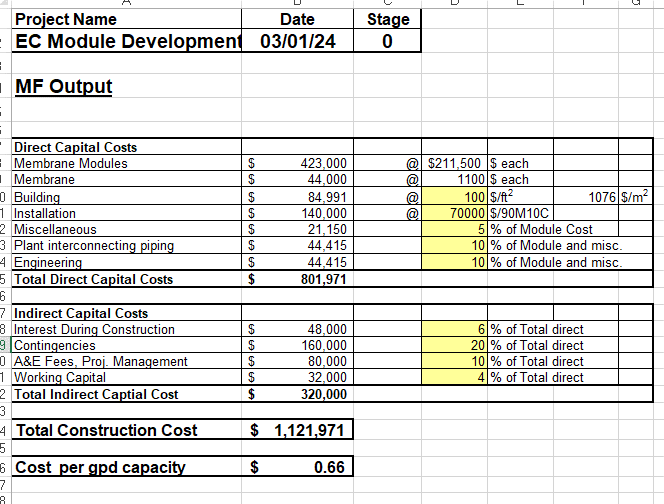 Project Name Date Stage
EC Module Development 03/01/24 0
MF Output
Direct Capital Costs
Membrane Modules $ 423,000 @ $211,500 $ each
Membrane $ 44,000 @ 1100 $ each
Building $ 84,991 @ 100 $/ft² 1076 $/m²
Installation $ 140,000 @ 70000 $/90M10C
Miscellaneous $ 21,150 5 % of Module Cost
Plant interconnecting piping $ 44,415 10 % of Module and misc.
Engineering $ 44,415 10 % of Module and misc.
Total Direct Capital Costs $ 801,971
Indirect Capital Costs
Interest During Construction $ 48,000 6 % of Total direct
Contingencies $ 160,000 20 % of Total direct
A&E Fees, Proj. Management $ 80,000 10 % of Total direct
Working Capital $ 32,000 4 % of Total direct
Total Indirect Captial Cost $ 320,000
Total Construction Cost $ 1,121,971
Cost per gpd capacity $ 0.66